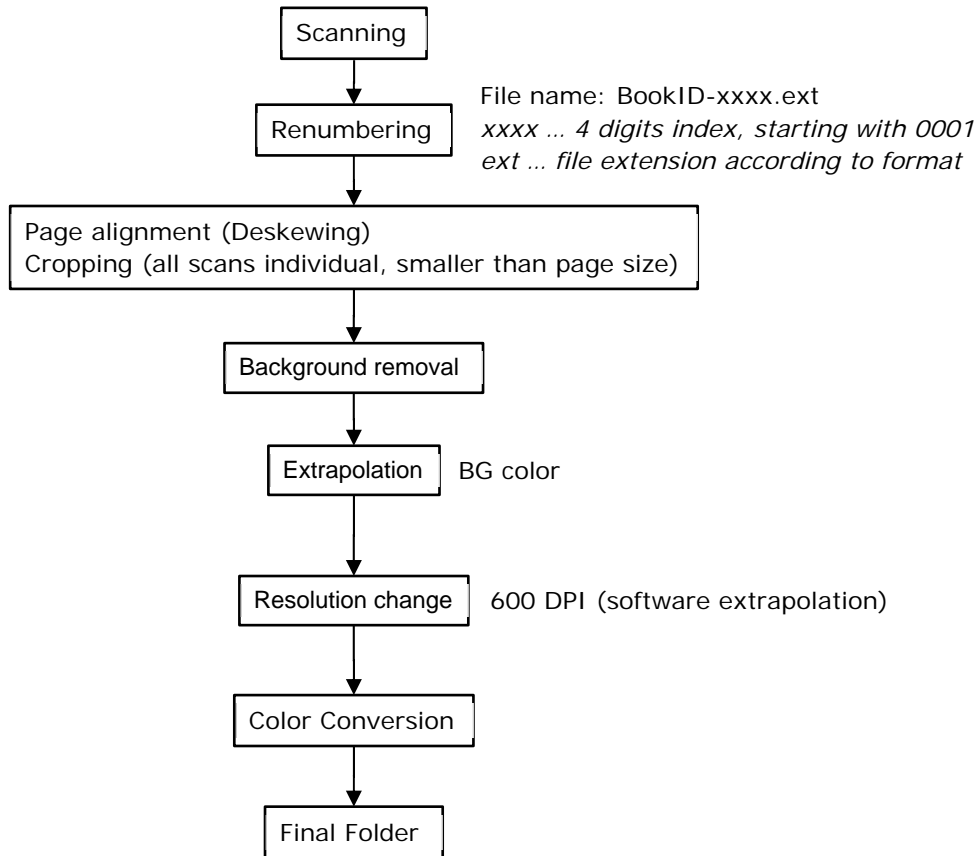 Scanning
File name: BookID-xxxx.ext
Renumbering
xxxx ... 4 digits index, starting with 0001
ext ... file extension according to format
Page alignment (Deskewing)
Cropping (all scans individual, smaller than page size)
Background removal
Extrapolation
BG color
Resolution change
600 DPI (software extrapolation)
Color Conversion
Final Folder